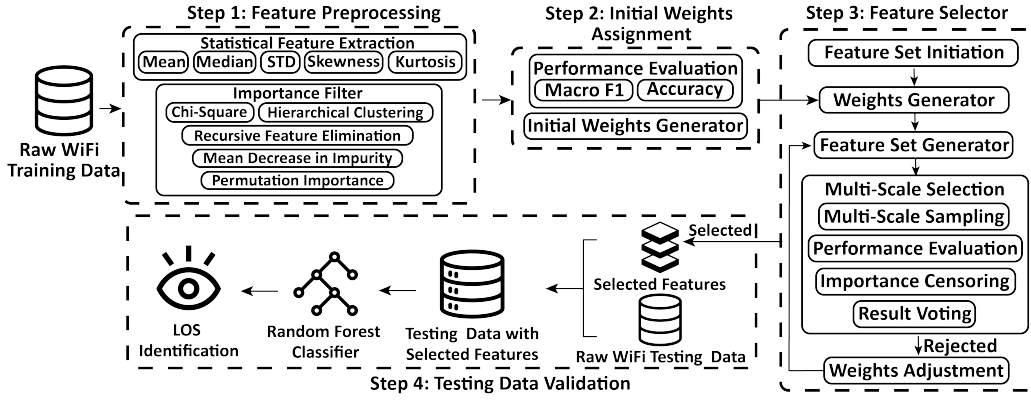 Step 1: Feature Preprocessing
Statistical Feature Extraction
Mean Median STD Skewness Kurtosis
Importance Filter
Chi-Square Hierarchical Clustering
Recursive Feature Elimination
Mean Decrease in Impurity
Permutation Importance
Raw WiFi
Training Data
Step 2: Initial Weights
Assignment
Performance Evaluation
Macro F1 Accuracy
Initial Weights Generator
Step 3: Feature Selector
Feature Set Initiation
Weights Generator
Feature Set Generator
Multi-Scale Selection
Multi-Scale Sampling
Performance Evaluation
Importance Censoring
Result Voting
Rejected
Weights Adjustment
Selected
Selected Features
Raw WiFi Testing Data
Testing Data with
Selected Features
Random Forest
Classifier
LOS
Identification
Step 4: Testing Data Validation